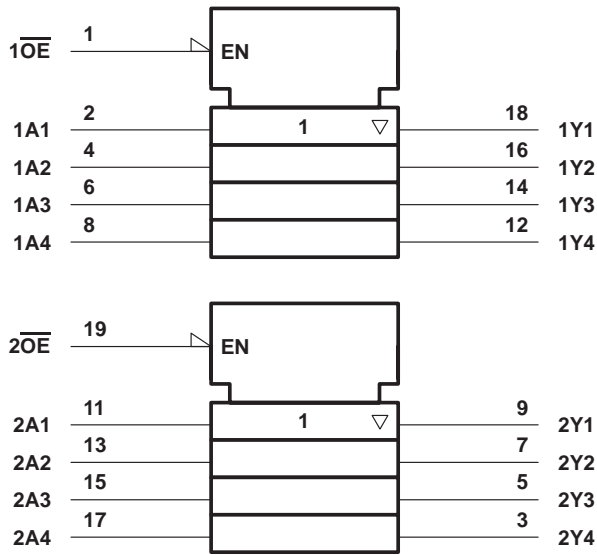 1O̅E̅ 1 EN
1A1 2 1 ▽ 18 1Y1
1A2 4 16 1Y2
1A3 6 14 1Y3
1A4 8 12 1Y4
2O̅E̅ 19 EN
2A1 11 1 ▽ 9 2Y1
2A2 13 7 2Y2
2A3 15 5 2Y3
2A4 17 3 2Y4